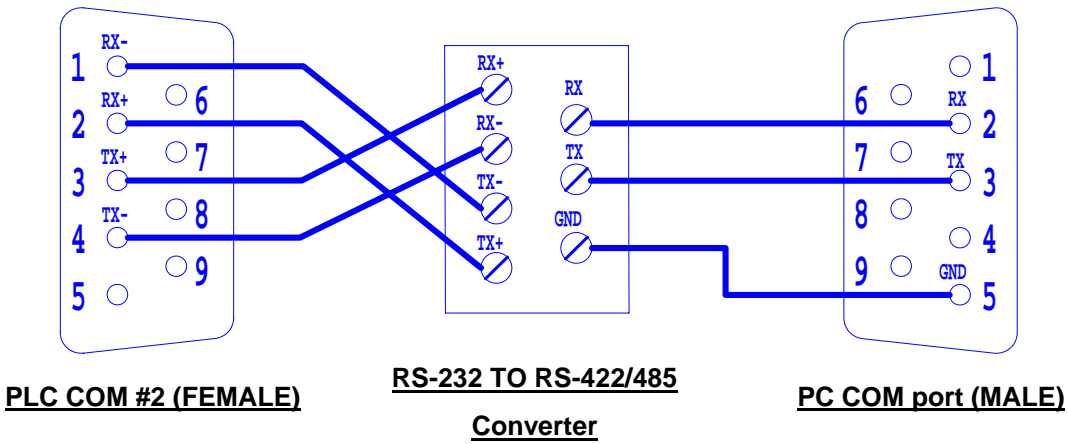 RX-
1
6
RX+
2
7
TX+
3
8
TX-
4
9
5
RX+
RX
RX-
TX
TX-
GND
TX+
1
6
RX
2
7
TX
3
8
4
9
GND
5
PLC COM #2 (FEMALE)
RS-232 TO RS-422/485
Converter
PC COM port (MALE)